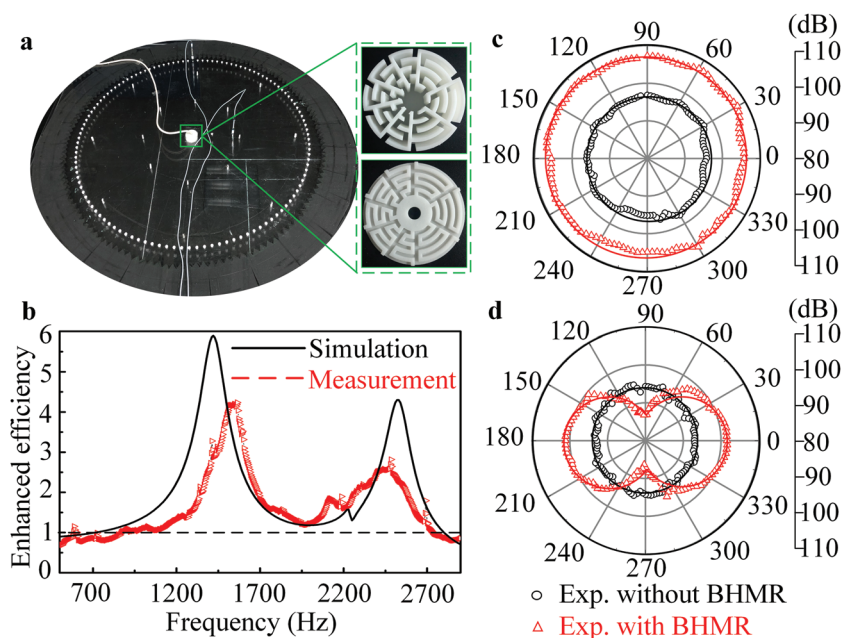 a
b
Enhanced efficiency
6
5
4
3
2
1
0
Simulation
Measurement
700 1200 1700 2200 2700
Frequency (Hz)
c
90
(dB)
120 60
150 30
180 0
210 330
240 300
270
110
100
90
80
90
100
110
d
90
(dB)
120 60
150 30
180 0
210 330
240 300
270
110
100
90
80
90
100
110
Exp. without BHMR
Exp. with BHMR